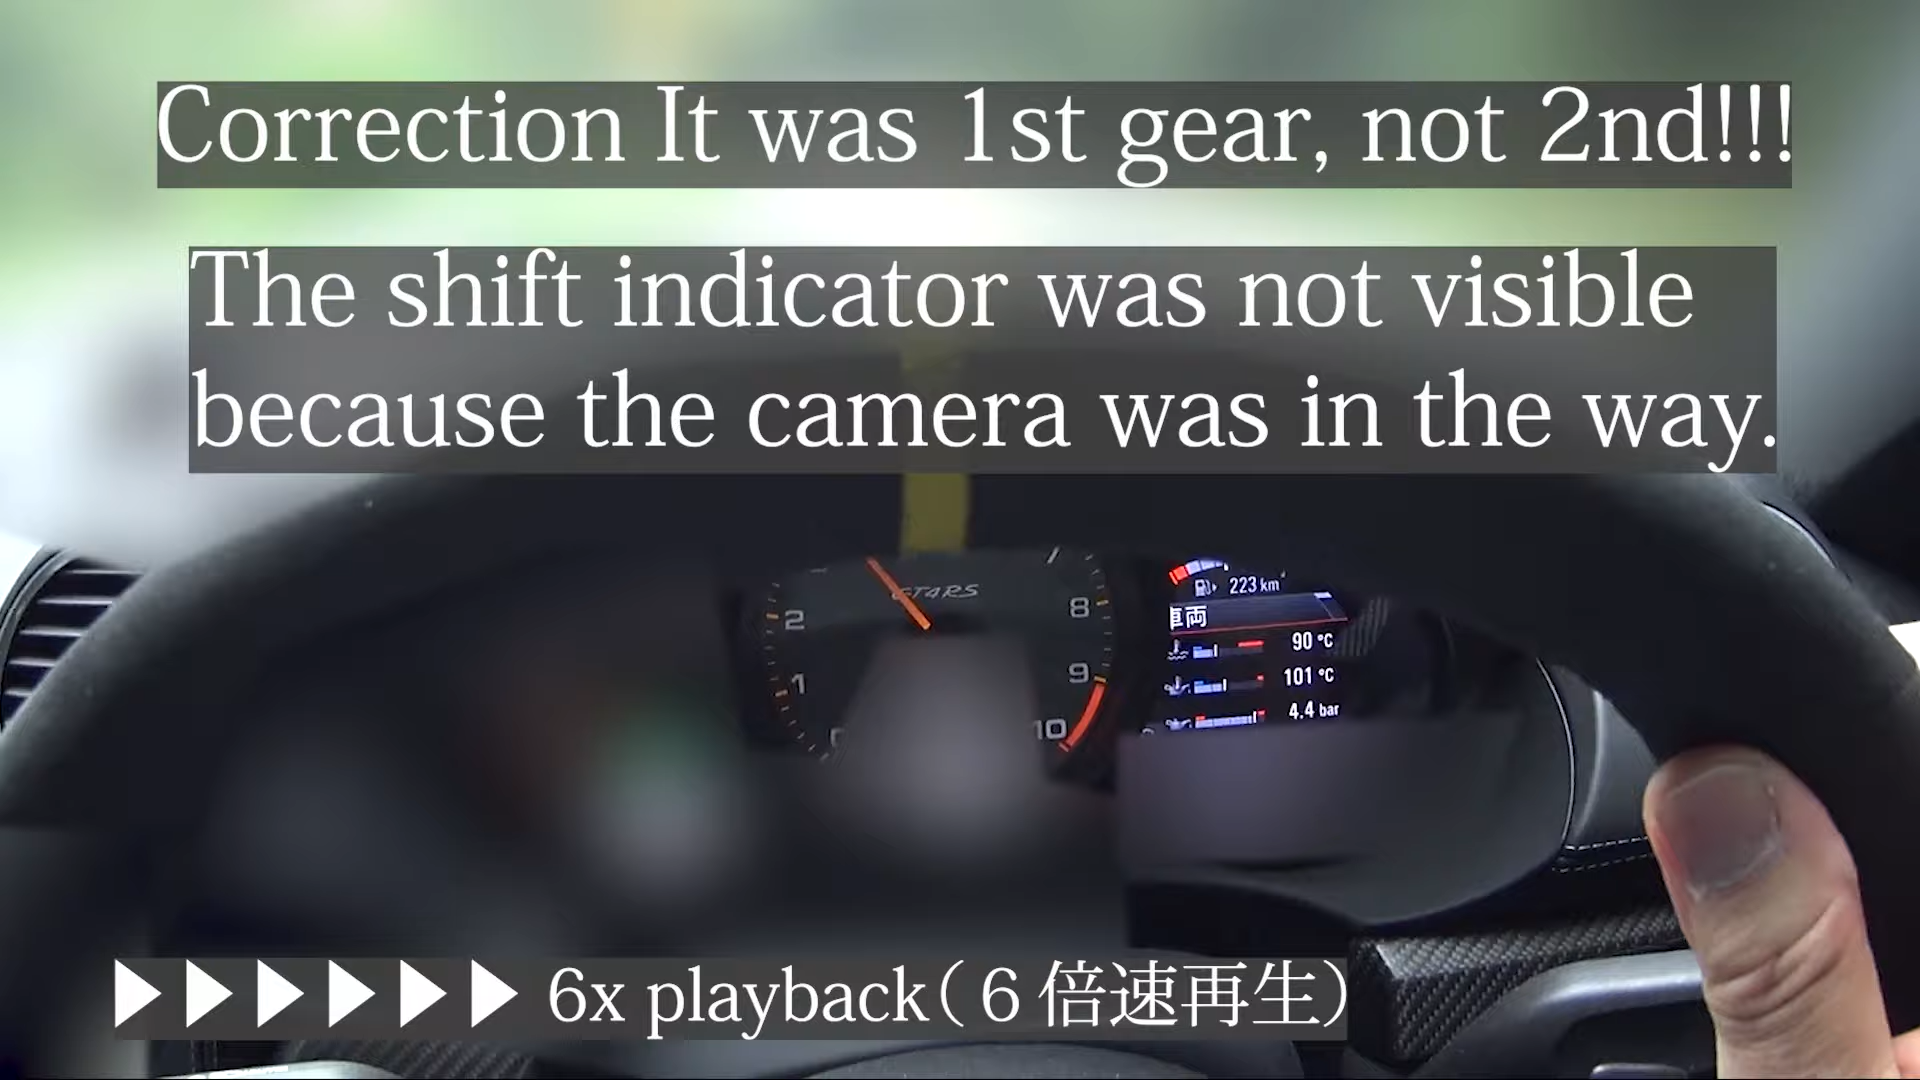 Correction It was 1st gear, not 2nd!!!
The shift indicator was not visible
because the camera was in the way.
GT4RS
2
1
8
9
10
223 km
車両
90 °C
101 °C
4.4 bar
6x playback（６倍速再生）